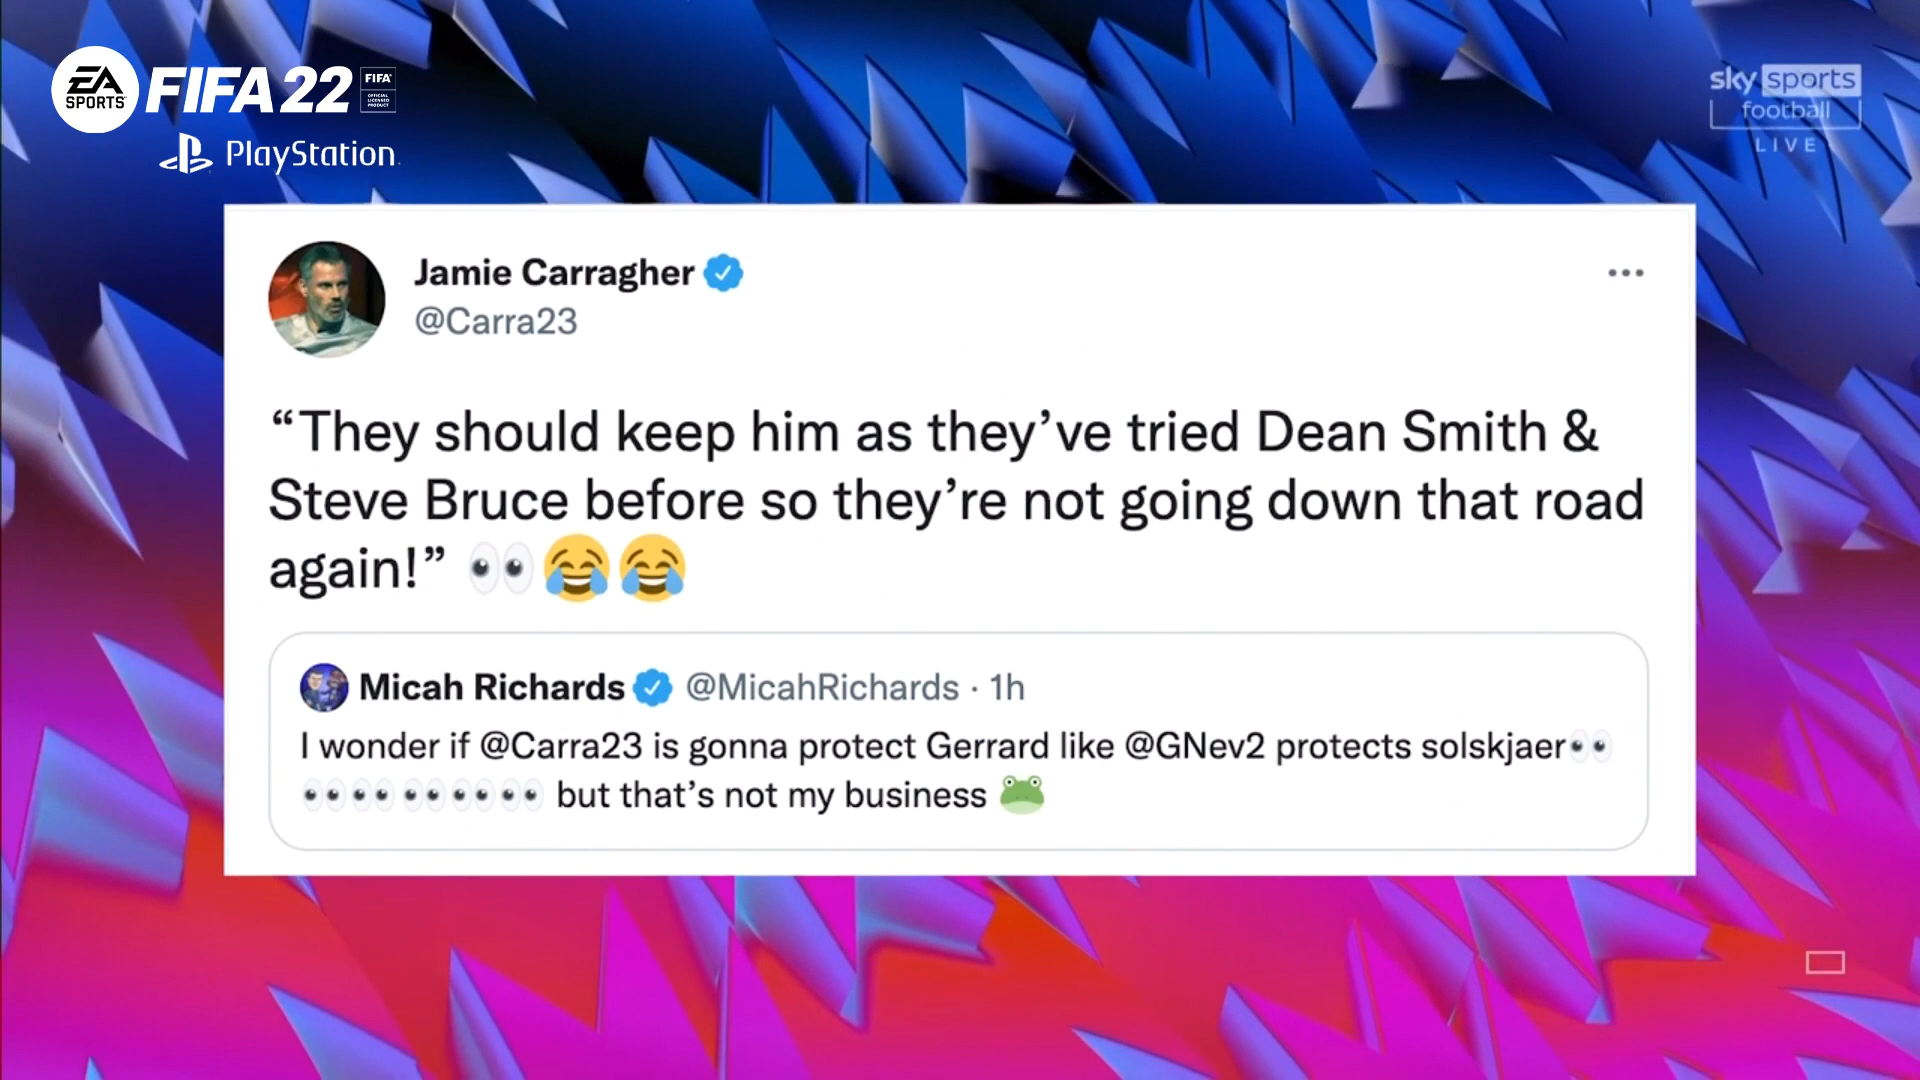 EA SPORTS FIFA 22 FIFA OFFICIAL LICENSED PRODUCT
PlayStation
sky sports
football
LIVE
Jamie Carragher
@Carra23
“They should keep him as they’ve tried Dean Smith &
Steve Bruce before so they’re not going down that road
again!” 👀😂😂
Micah Richards @MicahRichards · 1h
I wonder if @Carra23 is gonna protect Gerrard like @GNev2 protects solskjaer👀
👀👀👀👀👀 but that’s not my business 🐸